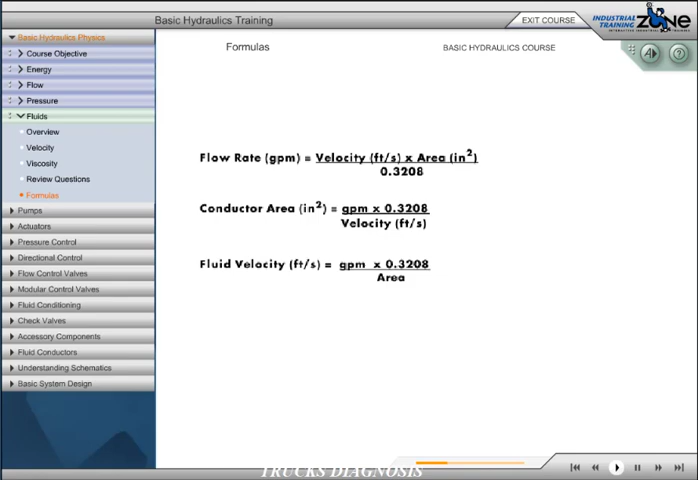 Basic Hydraulics Training
EXIT COURSE
INDUSTRIAL
TRAINING
ZONE
Basic Hydraulics Physics
Course Objective
Energy
Flow
Pressure
Fluids
Overview
Velocity
Viscosity
Review Questions
Formulas
Pumps
Actuators
Pressure Control
Directional Control
Flow Control Valves
Modular Control Valves
Fluid Conditioning
Check Valves
Accessory Components
Fluid Conductors
Understanding Schematics
Basic System Design
Formulas
BASIC HYDRAULICS COURSE
A
?
Flow Rate (gpm) = Velocity (ft/s) x Area (in²)
0.3208
Conductor Area (in²) = gpm x 0.3208
Velocity (ft/s)
Fluid Velocity (ft/s) = gpm x 0.3208
Area
TRUCKS DIAGNOSIS